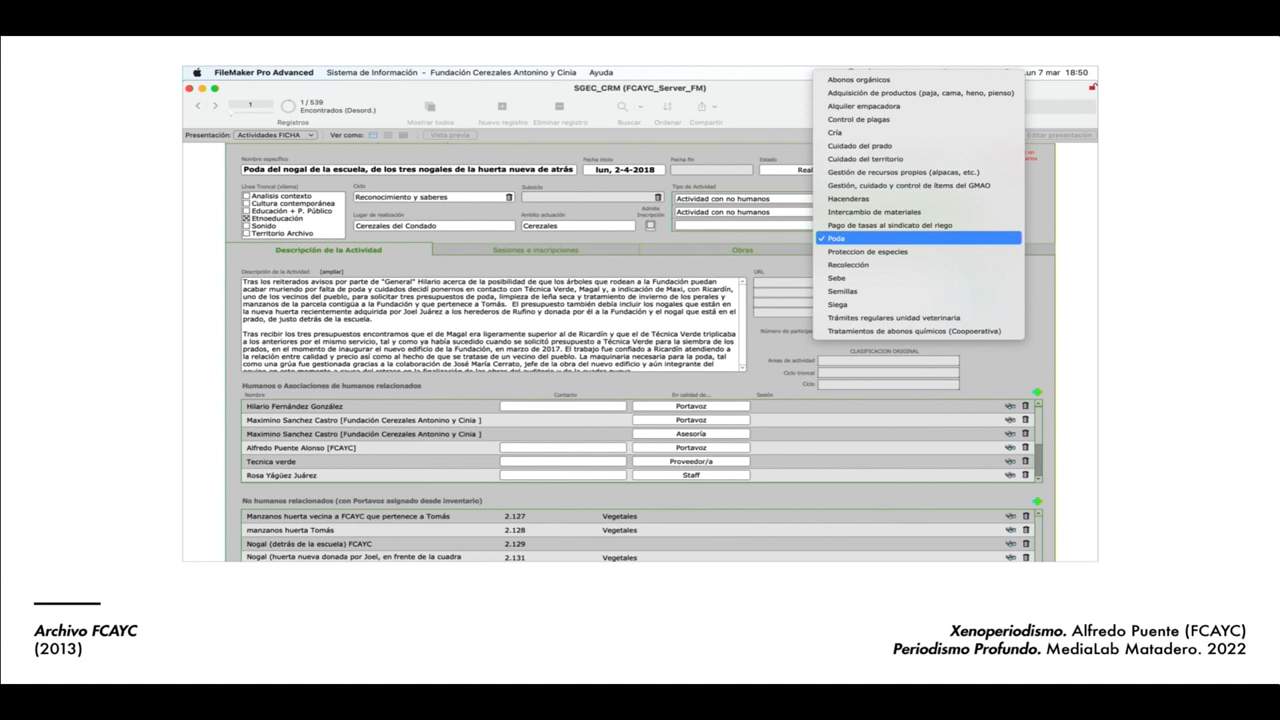 FileMaker Pro Advanced Sistema de Información - Fundación Cerezales Antonino y Cinia Ayuda
lun 7 mar 18:50
SGEC_CRM (FCAYC_Server_FM)
1
1 / 539
Encontrados (Desord.)
Registros
Mostrar todos
Nuevo registro
Eliminar registro
Buscar
Ordenar
Compartir
Presentación: Actividades FICHA
Ver como:
Vista previa
Editar presentación
Nombre específico
Poda del nogal de la escuela, de los tres nogales de la huerta nueva de atrás
Fecha inicio
lun, 2-4-2018
Fecha fin
Estado
Real
Línea Troncal (silema)
Analisis contexto
Cultura contemporánea
Educación + P. Público
Etnoeducación
Sonido
Territorio Archivo
Ciclo
Reconocimiento y saberes
Subciclo
Lugar de realización
Cerezales del Condado
Ambito actuación
Cerezales
Admite
Inscripción
Tipo de Actividad
Actividad con no humanos
Actividad con no humanos
Abonos orgánicos
Adquisición de productos (paja, cama, heno, pienso)
Alquiler empacadora
Control de plagas
Cría
Cuidado del prado
Cuidado del territorio
Gestión de recursos propios (alpacas, etc.)
Gestión, cuidado y control de ítems del GMAO
Hacenderas
Intercambio de materiales
Pago de tasas al sindicato del riego
Poda
Proteccion de especies
Recolección
Sebe
Semillas
Siega
Trámites regulares unidad veterinaria
Tratamientos de abonos químicos (Coopoerativa)
Descripción de la Actividad
Sesiones e inscripciones
Obras
Descripción de la Actividad [ampliar]
Tras los reiterados avisos por parte de "General" Hilario acerca de la posibilidad de que los árboles que rodean a la Fundación puedan
acabar muriendo por falta de poda y cuidados decidí ponernos en contacto con Técnica Verde, Magal y, a indicación de Maxi, con Ricardín,
uno de los vecinos del pueblo, para solicitar tres presupuestos de poda, limpieza de leña seca y tratamiento de invierno de los perales y
manzanos de la parcela contigüa a la Fundación y que pertenece a Tomás. El presupuesto también debía incluir los nogales que están en
la nueva huerta recientemente adquirida por Joel Juárez a los herederos de Rufino y donada por él a la Fundación y el nogal que está en el
prado, de justo detrás de la escuela.
Tras recibir los tres presupuestos encontramos que el de Magal era ligeramente superior al de Ricardín y que el de Técnica Verde triplicaba
a los anteriores por el mismo servicio, tal y como ya había sucedido cuando se solicitó presupuesto a Técnica Verde para la siembra de los
prados, en el momento de inaugurar el nuevo edificio de la Fundación, en marzo de 2017. El trabajo fue confiado a Ricardín atendiendo a
la relación entre calidad y precio así como al hecho de que se tratase de un vecino del pueblo. La maquinaria necesaria para la poda, tal
como una grúa fue gestionada gracias a la colaboración de José María Cerrato, jefe de la obra del nuevo edificio y aún integrante del
URL
Número de participa
CLASIFICACION ORIGINAL
Areas de actividad
Ciclo troncal
Ciclo
Humanos o Asociaciones de humanos relacionados
Nombre Contacto En calidad de... Sesión
Hilario Fernández González Portavoz
Maximino Sanchez Castro [Fundación Cerezales Antonino y Cinia ] Portavoz
Maximino Sanchez Castro [Fundación Cerezales Antonino y Cinia ] Asesoría
Alfredo Puente Alonso [FCAYC] Portavoz
Tecnica verde Proveedor/a
Rosa Yágüez Juárez Staff
No humanos relacionados (con Portavoz asignado desde inventario)
Manzanos huerta vecina a FCAYC que pertenece a Tomás 2.127 Vegetales
manzanos huerta Tomás 2.128 Vegetales
Nogal (detrás de la escuela) FCAYC 2.129
Nogal (huerta nueva donada por Joel, en frente de la cuadra 2.131 Vegetales
Archivo FCAYC
(2013)
Xenoperiodismo. Alfredo Puente (FCAYC)
Periodismo Profundo. MediaLab Matadero. 2022